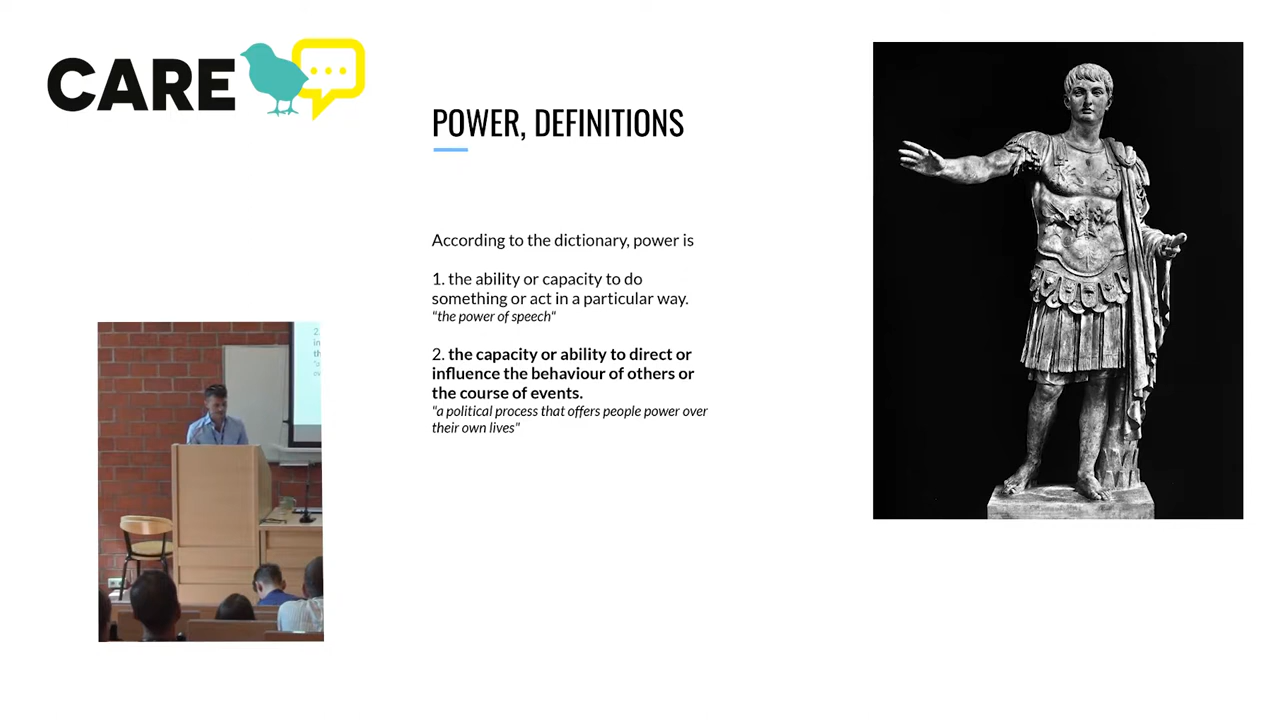 CARE
POWER, DEFINITIONS
According to the dictionary, power is
1. the ability or capacity to do
something or act in a particular way.
"the power of speech"
2. the capacity or ability to direct or
influence the behaviour of others or
the course of events.
"a political process that offers people power over
their own lives"